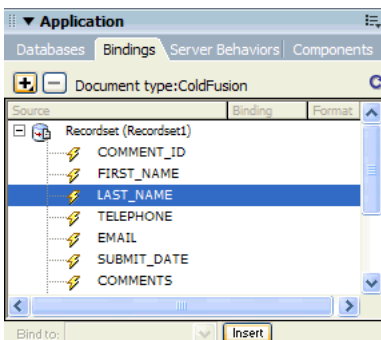 Application
Databases Bindings Server Behaviors Components
Document type:ColdFusion
Source Binding Format
Recordset (Recordset1)
COMMENT_ID
FIRST_NAME
LAST_NAME
TELEPHONE
EMAIL
SUBMIT_DATE
COMMENTS
Bind to: Insert